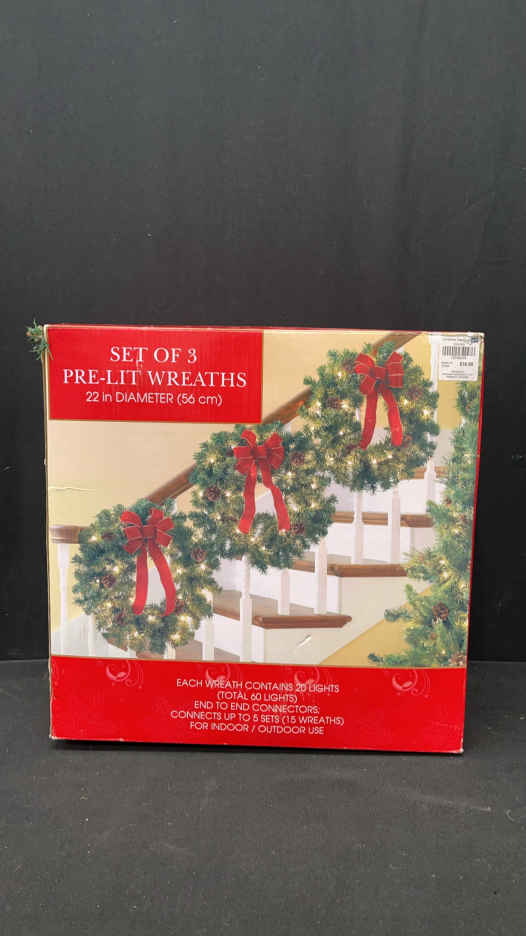 SET OF 3
PRE-LIT WREATHS
22 in DIAMETER (56 cm)
EACH WREATH CONTAINS 20 LIGHTS
(TOTAL 60 LIGHTS)
END TO END CONNECTORS;
CONNECTS UP TO 5 SETS (15 WREATHS)
FOR INDOOR / OUTDOOR USE